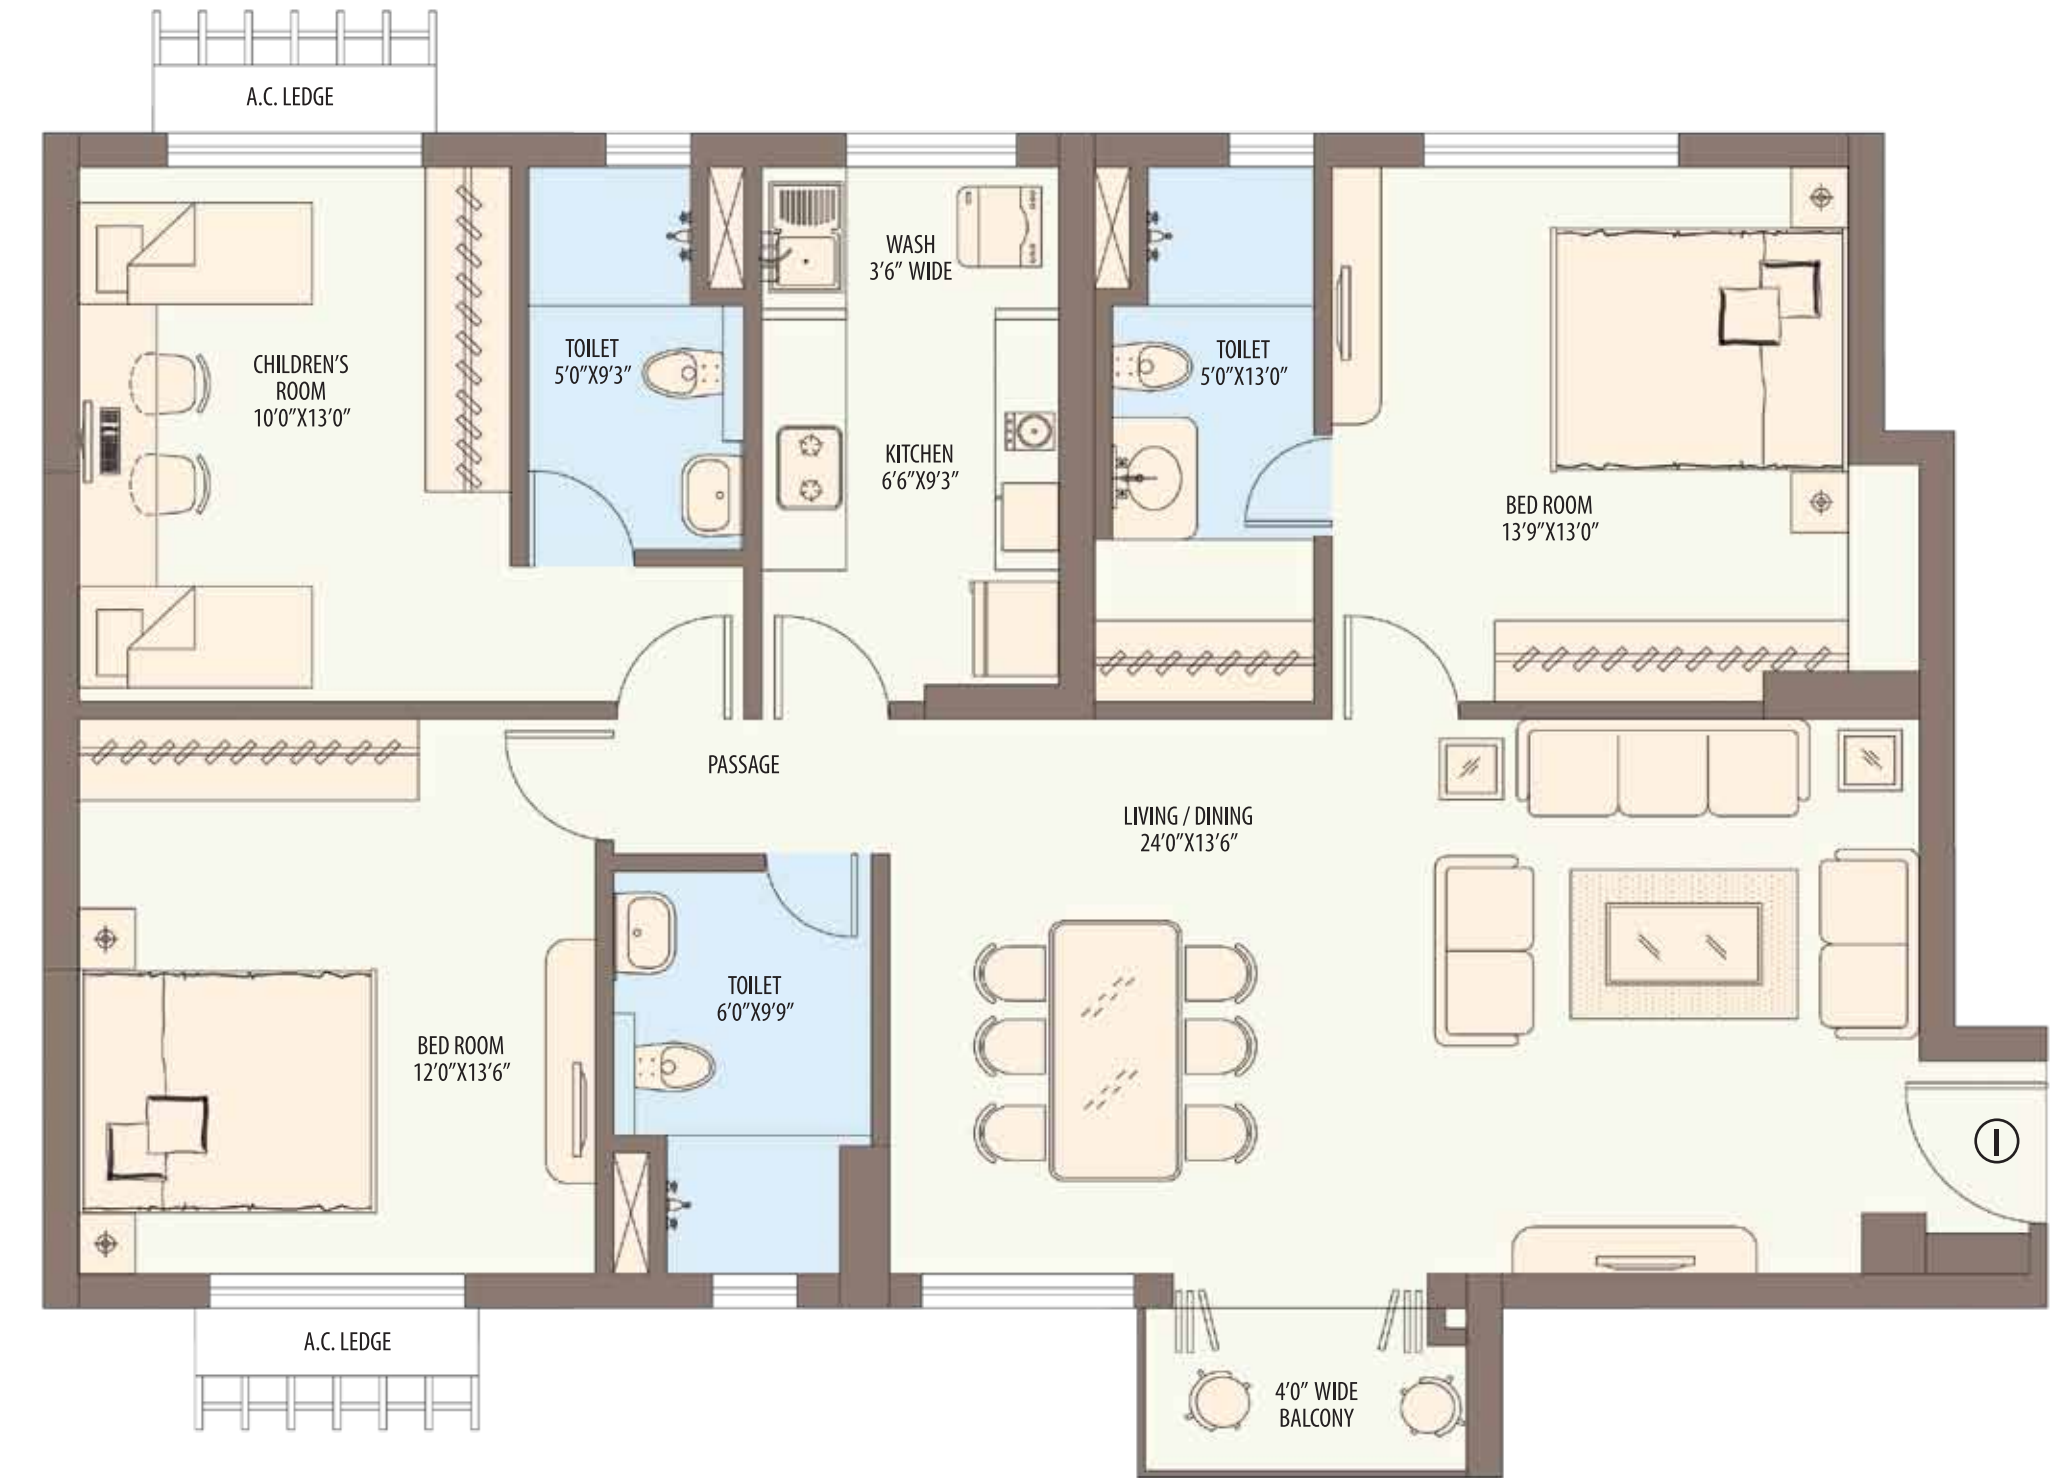 A.C. LEDGE
WASH
3'6" WIDE
CHILDREN'S
ROOM
10'0"X13'0"
TOILET
5'0"X9'3"
KITCHEN
6'6"X9'3"
TOILET
5'0"X13'0"
BED ROOM
13'9"X13'0"
PASSAGE
LIVING / DINING
24'0"X13'6"
BED ROOM
12'0"X13'6"
TOILET
6'0"X9'9"
I
A.C. LEDGE
4'0" WIDE
BALCONY